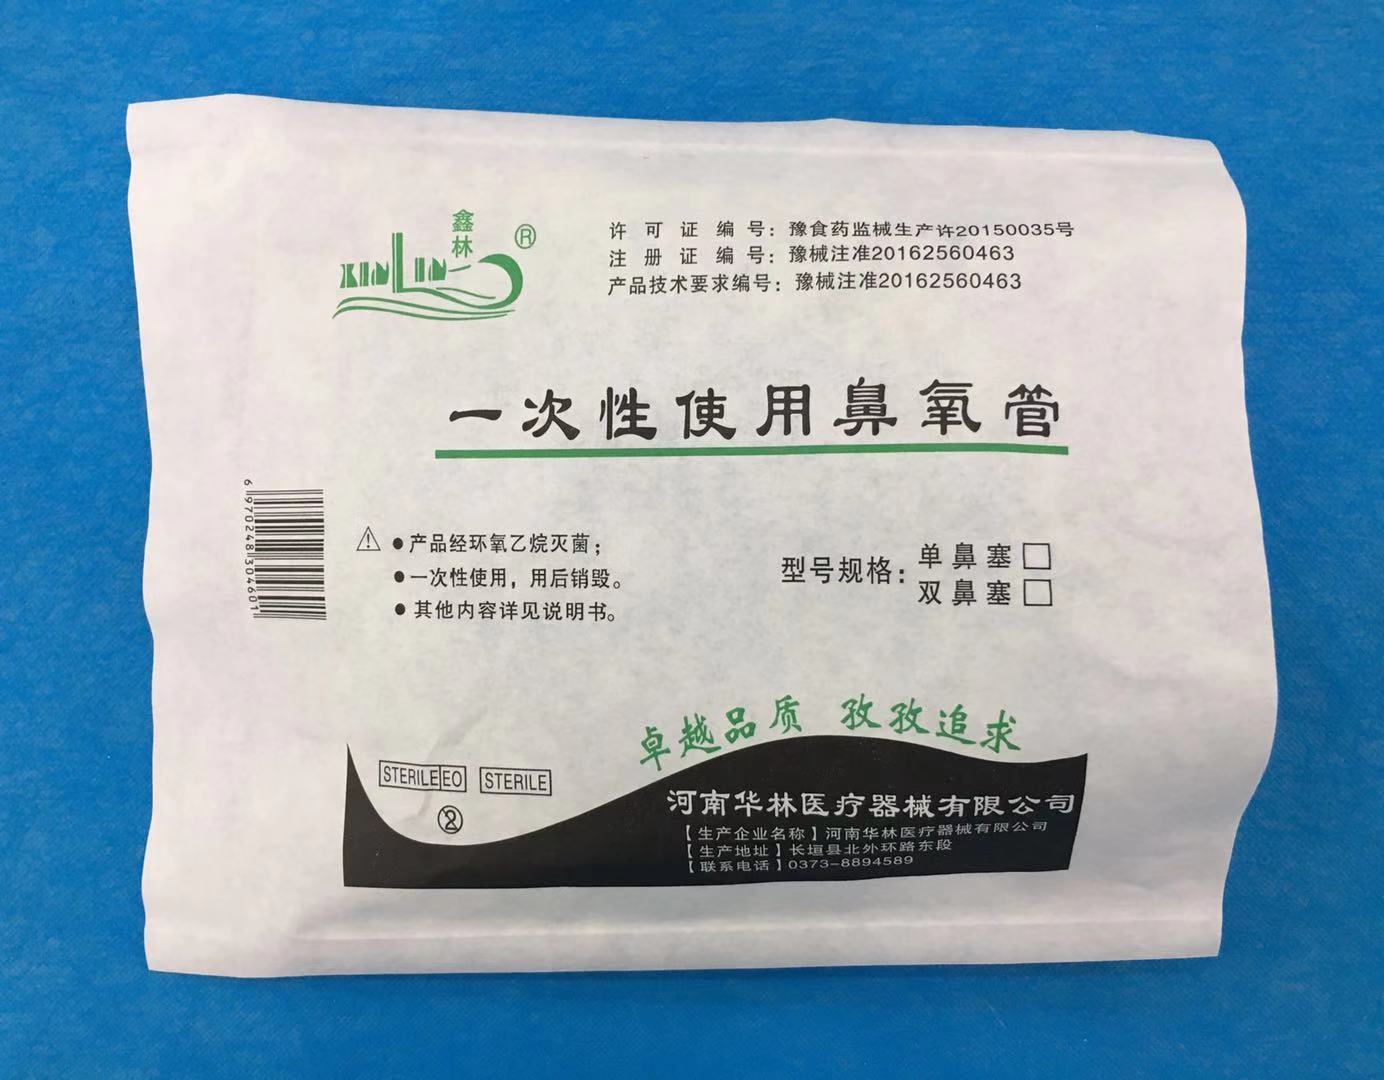 鑫林
XINLIN
®
许可证编号：豫食药监械生产许20150035号
注册证编号：豫械注准20162560463
产品技术要求编号：豫械注准20162560463
一次性使用鼻氧管
6 970248 304601
●产品经环氧乙烷灭菌；
●一次性使用，用后销毁。
●其他内容详见说明书。
型号规格：
单鼻塞□
双鼻塞□
卓越品质 孜孜追求
STERILE EO STERILE
2
河南华林医疗器械有限公司
【生产企业名称】河南华林医疗器械有限公司
【生产地址】长垣县北外环路东段
【联系电话】0373-8894589